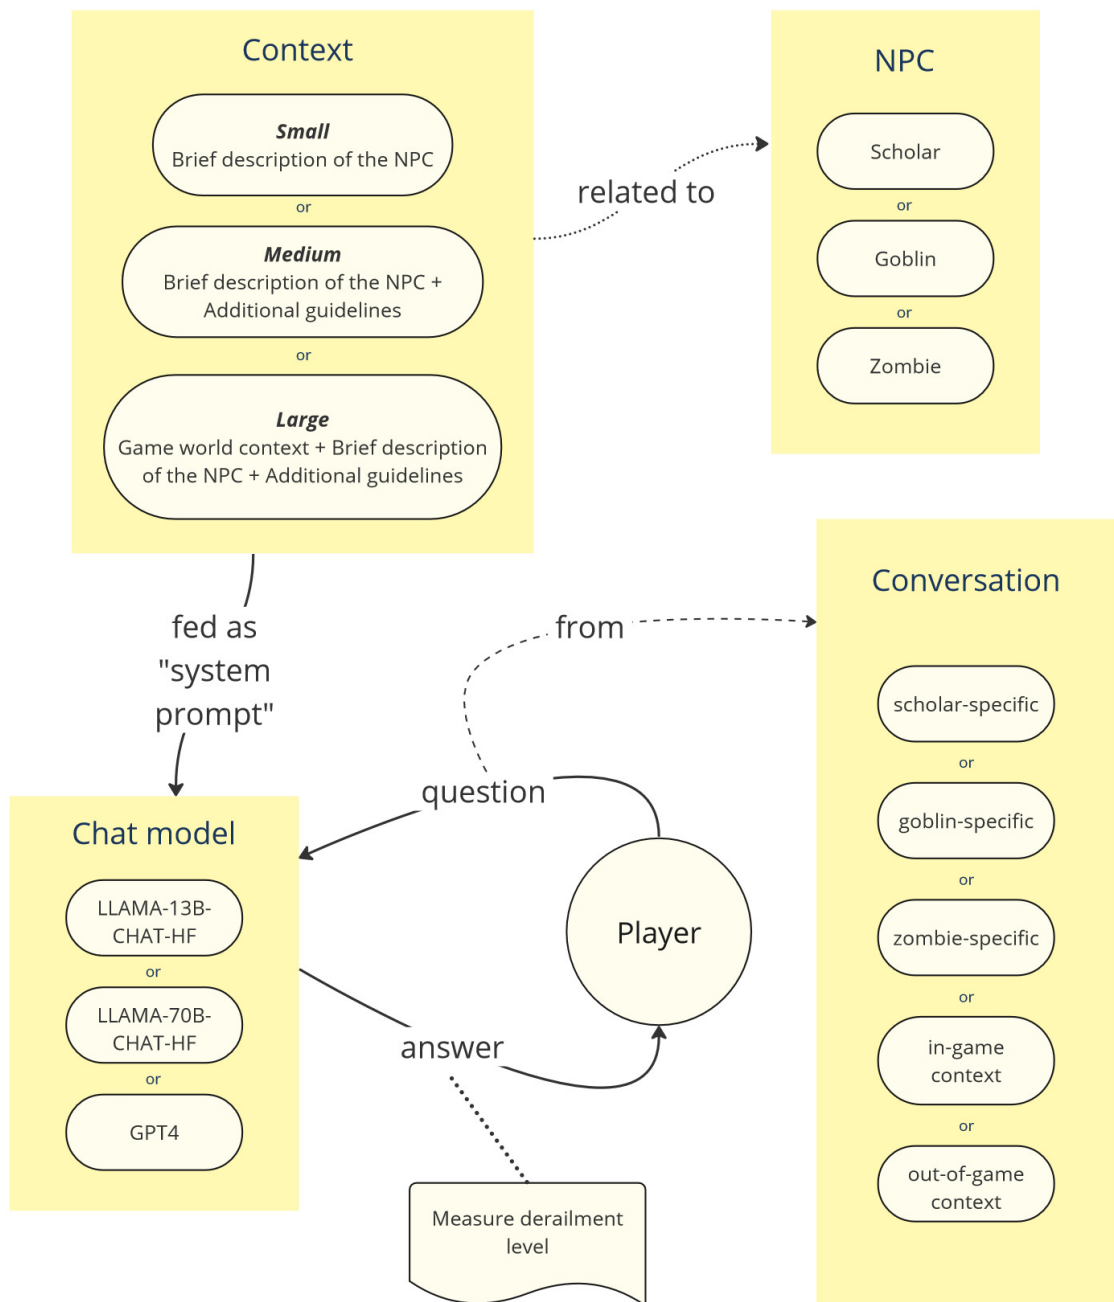 Context
Small
Brief description of the NPC
or
Medium
Brief description of the NPC +
Additional guidelines
or
Large
Game world context + Brief description
of the NPC + Additional guidelines
related to
NPC
Scholar
or
Goblin
or
Zombie
fed as
"system
prompt"
from
question
Chat model
LLAMA-13B-
CHAT-HF
or
LLAMA-70B-
CHAT-HF
or
GPT4
Player
answer
Measure derailment
level
Conversation
scholar-specific
or
goblin-specific
or
zombie-specific
or
in-game
context
or
out-of-game
context